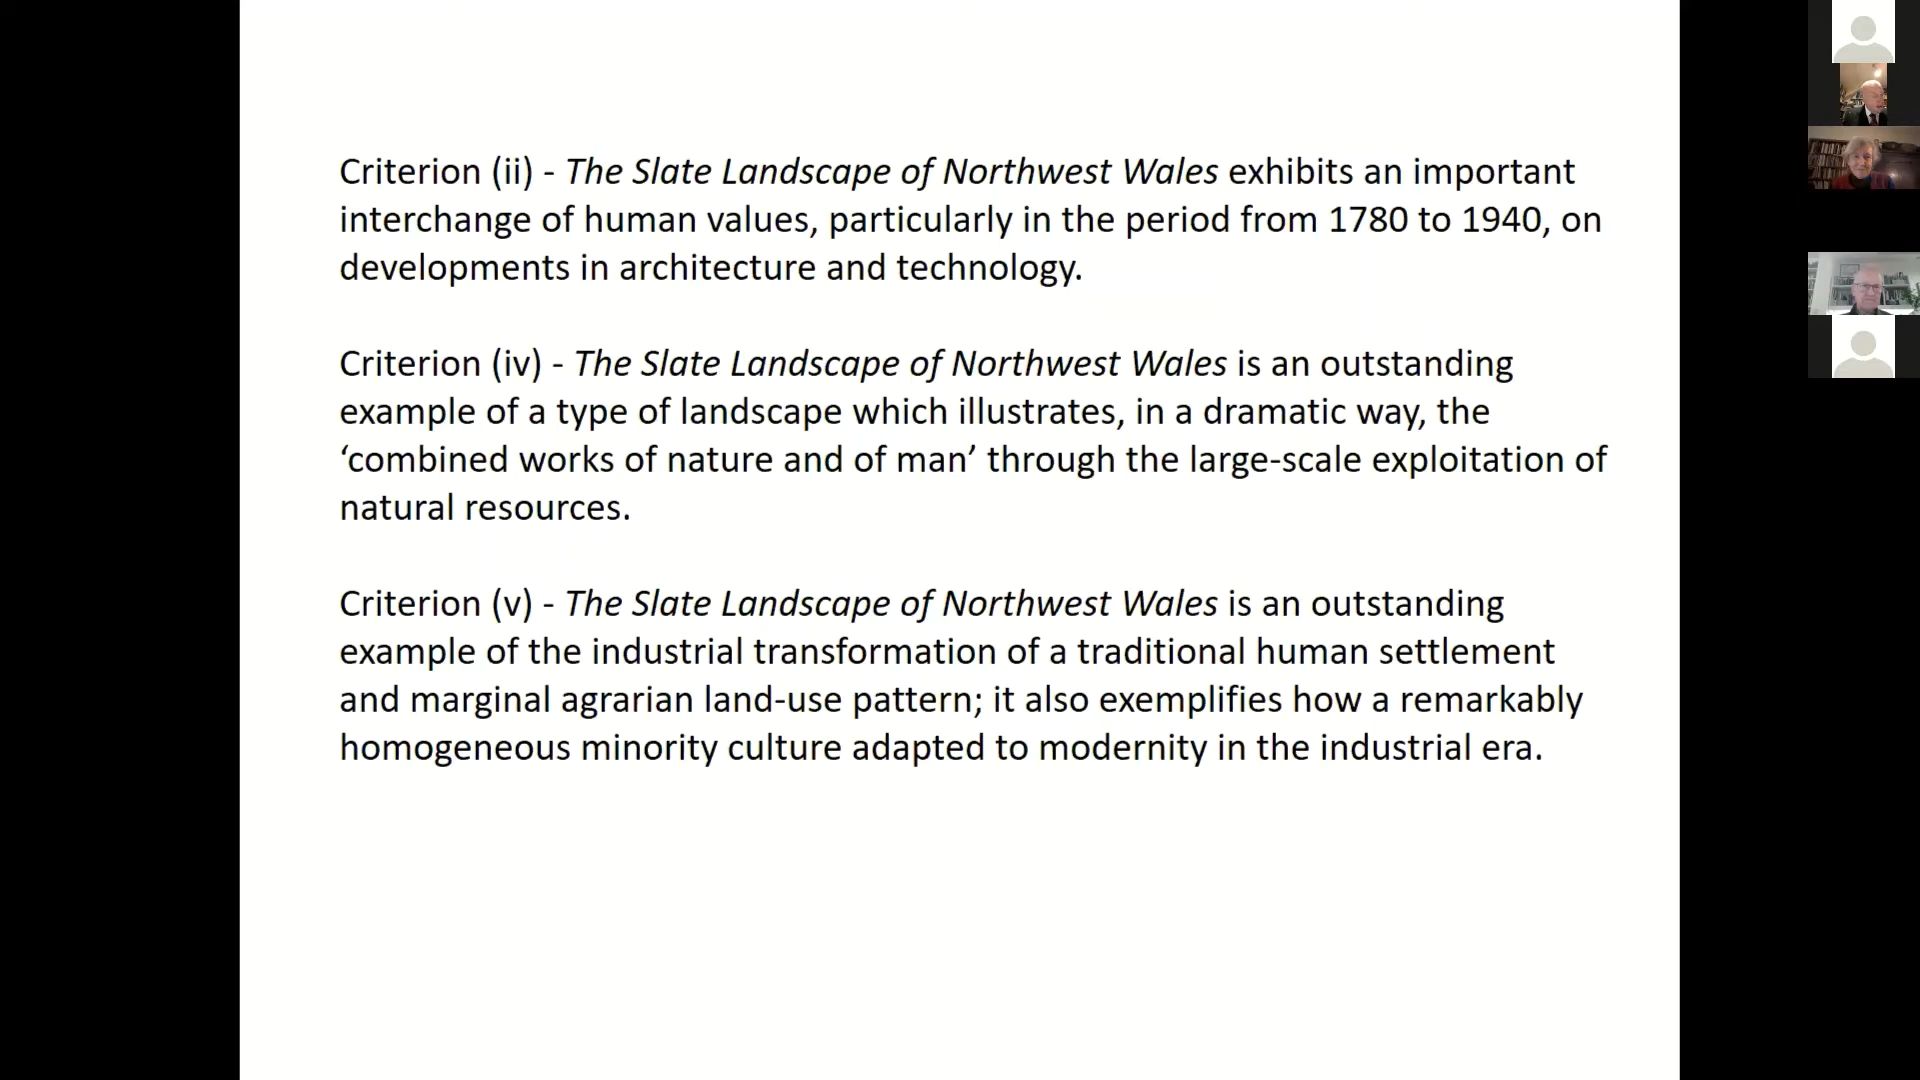 Criterion (ii) - The Slate Landscape of Northwest Wales exhibits an important
interchange of human values, particularly in the period from 1780 to 1940, on
developments in architecture and technology.
Criterion (iv) - The Slate Landscape of Northwest Wales is an outstanding
example of a type of landscape which illustrates, in a dramatic way, the
‘combined works of nature and of man’ through the large-scale exploitation of
natural resources.
Criterion (v) - The Slate Landscape of Northwest Wales is an outstanding
example of the industrial transformation of a traditional human settlement
and marginal agrarian land-use pattern; it also exemplifies how a remarkably
homogeneous minority culture adapted to modernity in the industrial era.